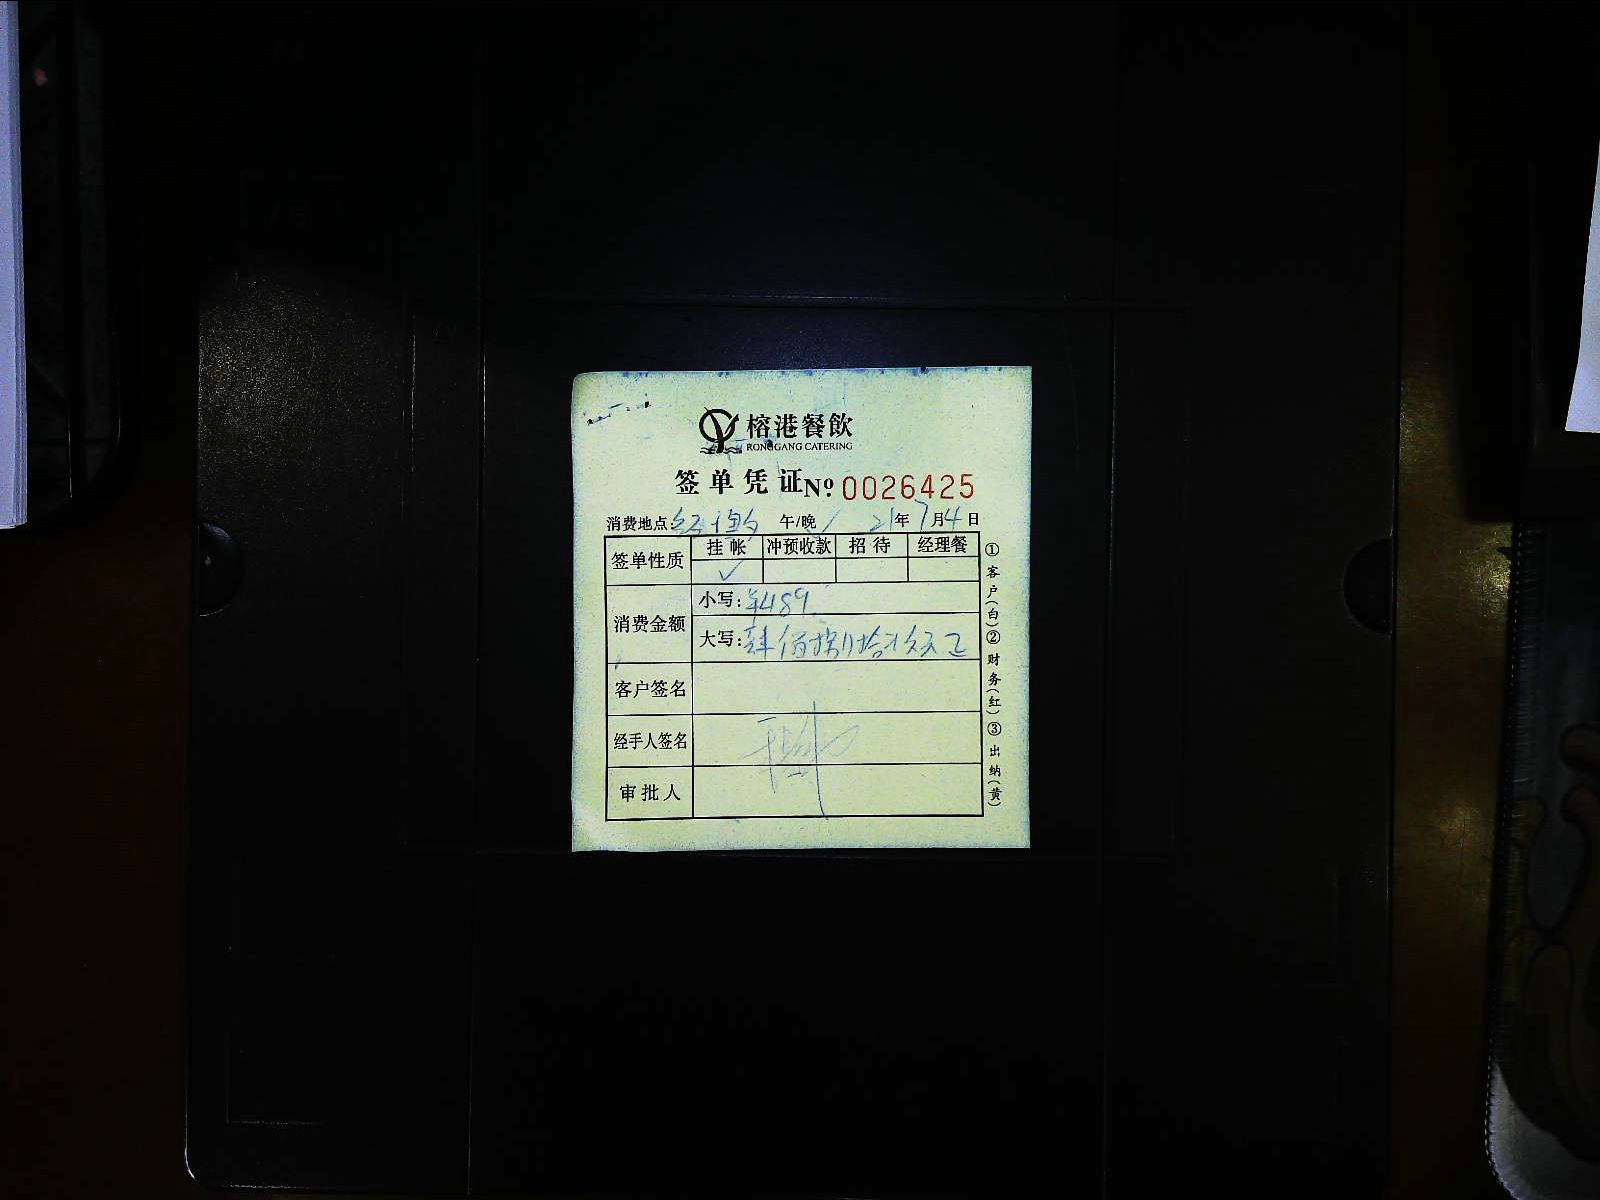 榕港餐飲
RONGGANG CATERING
签单凭证 Nº 0026425
消费地点: 午/晚 21年7月4日
签单性质 挂帐 冲预收款 招待 经理餐
✓
消费金额 小写: ¥489
大写: 肆佰捌拾玖元正
客户签名
经手人签名
审批人
①客户(白)②财务(红)③出纳(黄)